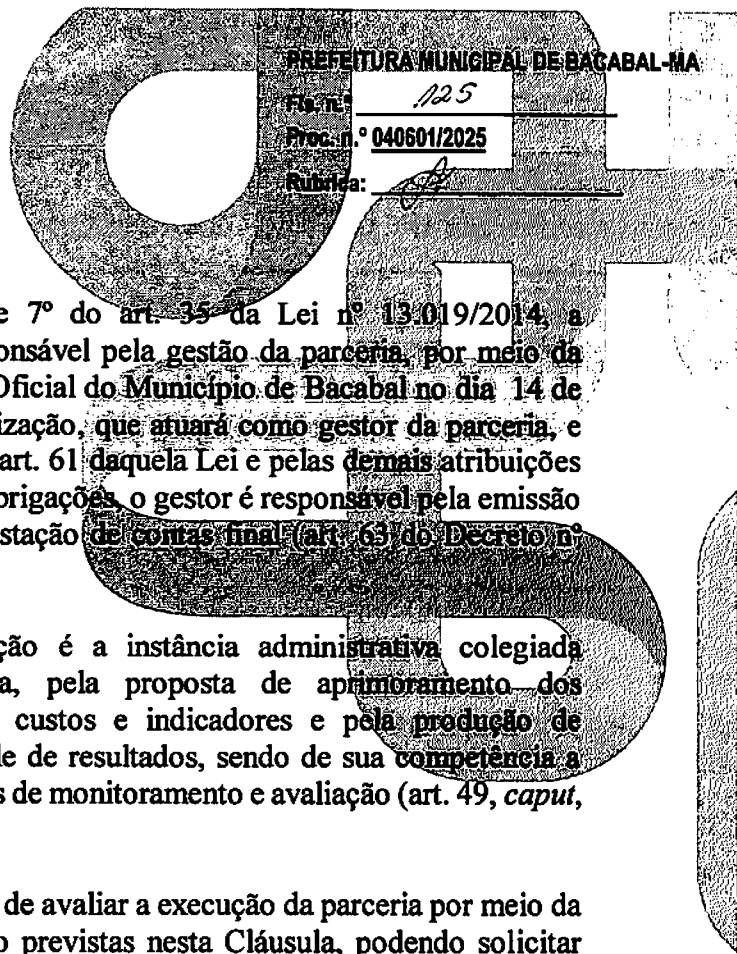 PREFEITURA MUNICIPAL DE BACABAL-MA
Fls. n.º 125
Proc. n.º 040601/2025
Rubrica:
e 7º do art. 35 da Lei nº 13.019/2014, a
ponsável pela gestão da parceria, por meio da
Oficial do Município de Bacabal no dia 14 de
ização, que atuará como gestor da parceria, e
art. 61 daquela Lei e pelas demais atribuições
brigações, o gestor é responsável pela emissão
stação de contas final (art. 63 do Decreto nº
ção é a instância administrativa colegiada
a, pela proposta de aprimoramento dos
custos e indicadores e pela produção de
le de resultados, sendo de sua competência a
s de monitoramento e avaliação (art. 49, caput,
de avaliar a execução da parceria por meio da
o previstas nesta Cláusula, podendo solicitar